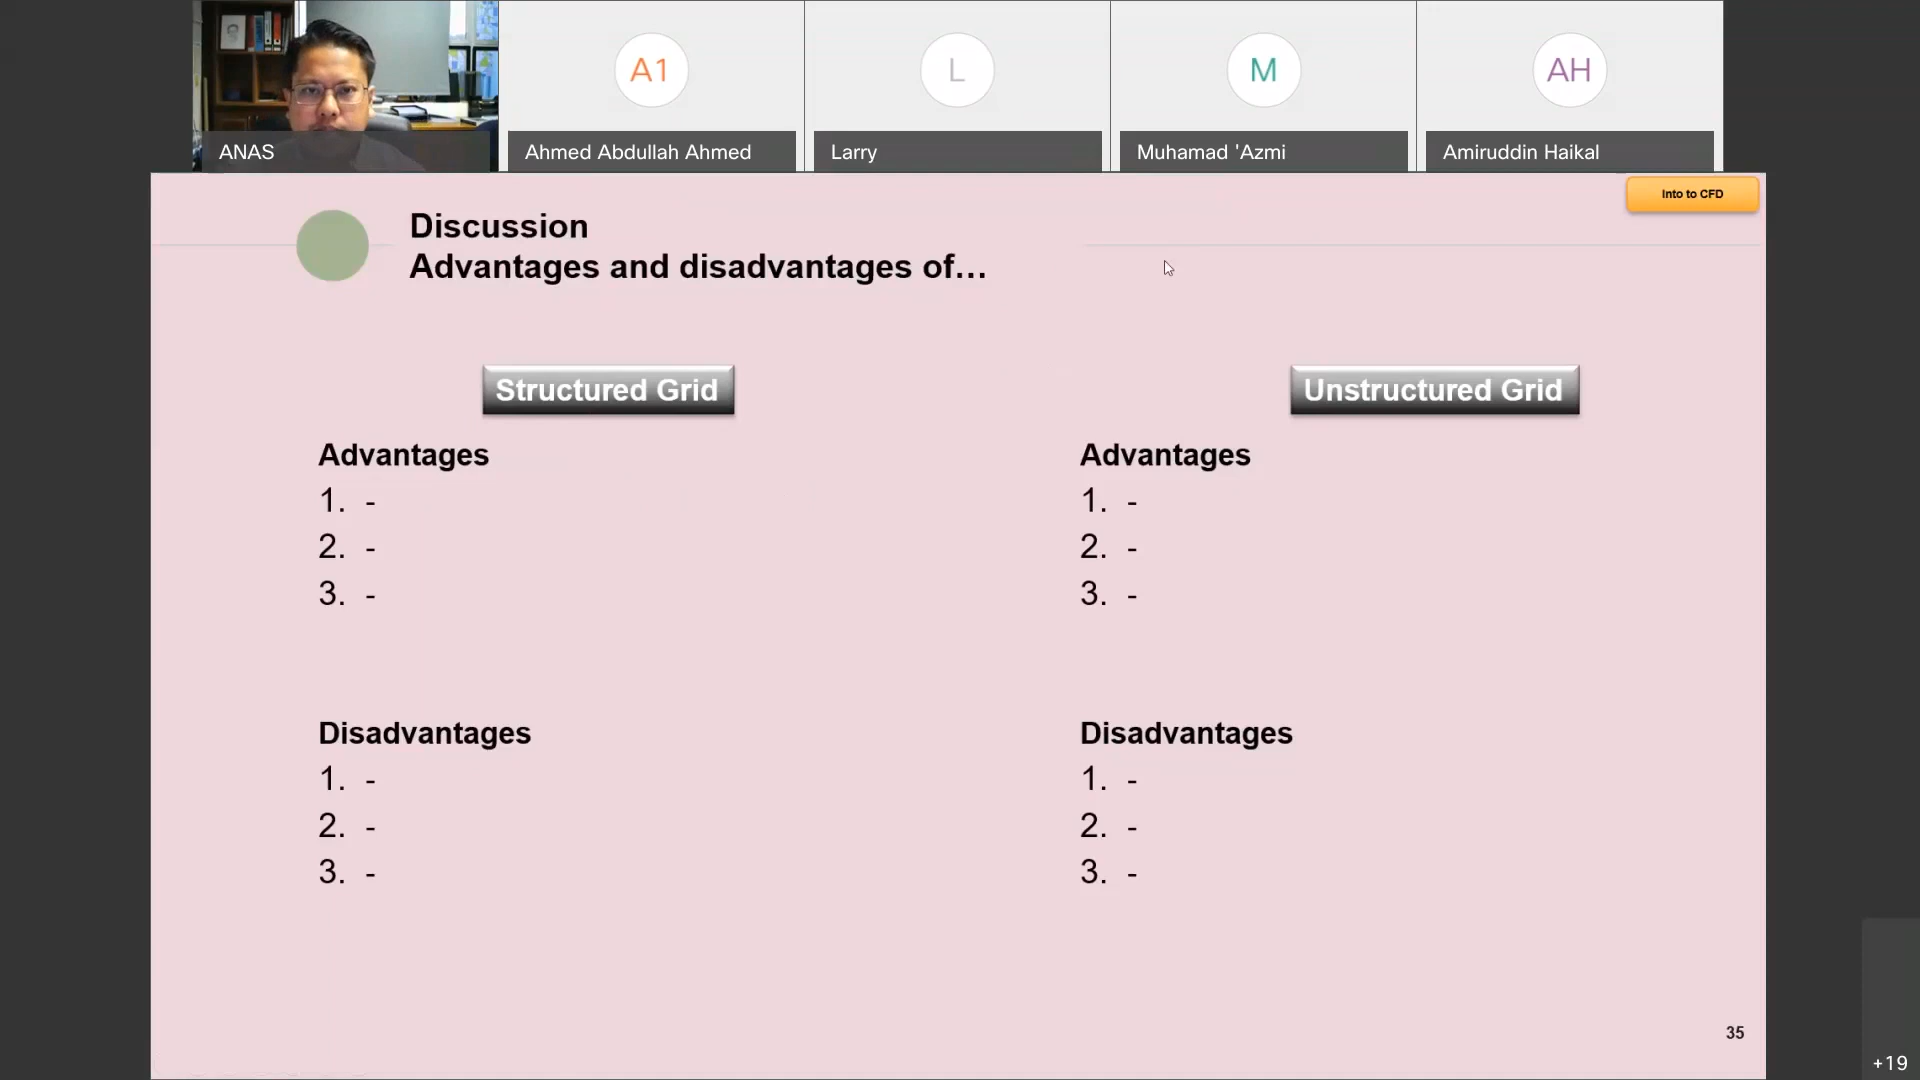 A1
L
M
AH
ANAS
Ahmed Abdullah Ahmed
Larry
Muhamad 'Azmi
Amiruddin Haikal
Into to CFD
Discussion
Advantages and disadvantages of...
Structured Grid
Advantages
1. -
2. -
3. -
Disadvantages
1. -
2. -
3. -
Unstructured Grid
Advantages
1. -
2. -
3. -
Disadvantages
1. -
2. -
3. -
35
+19